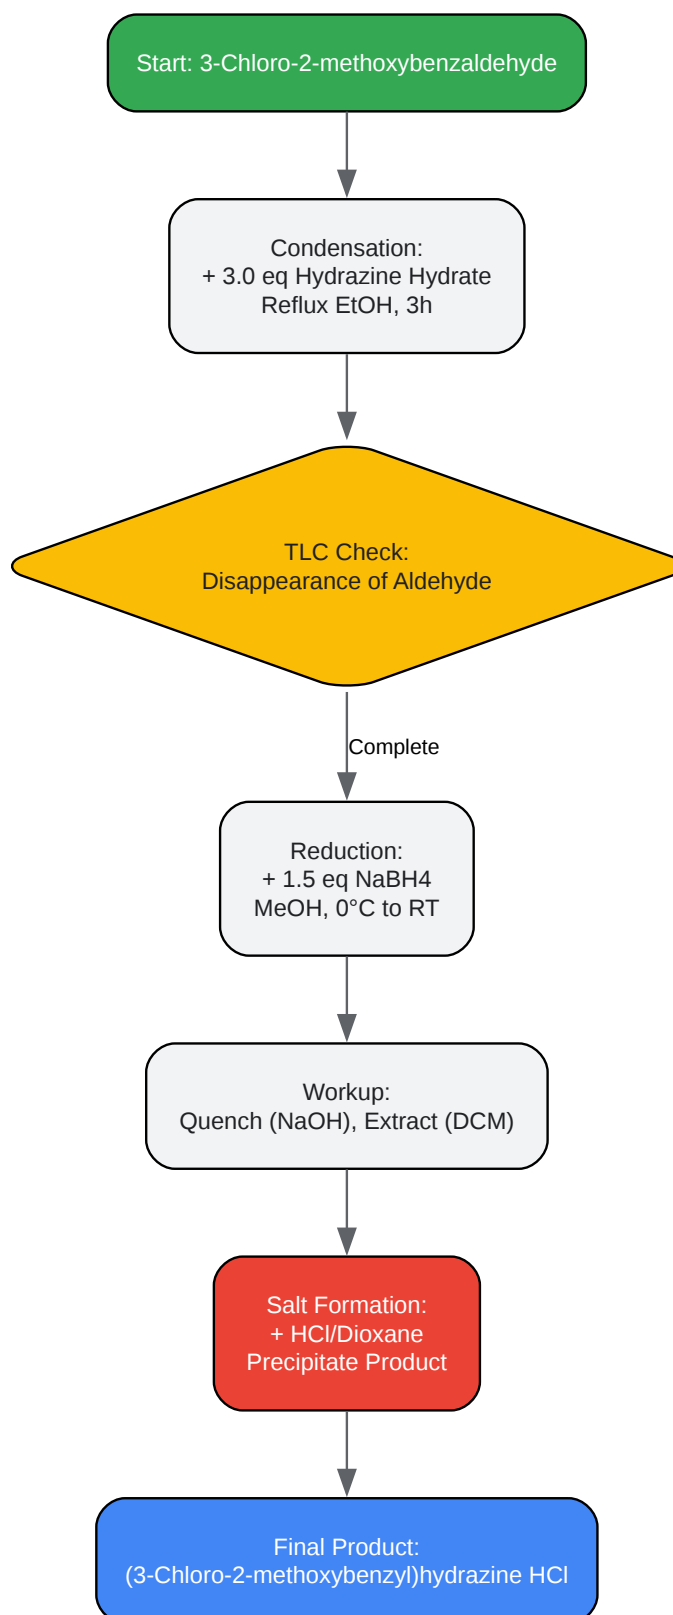 Start: 3-Chloro-2-methoxybenzaldehyde
Condensation:
+ 3.0 eq Hydrazine Hydrate
Reflux EtOH, 3h
TLC Check:
Disappearance of Aldehyde
Complete
Reduction:
+ 1.5 eq NaBH4
MeOH, 0°C to RT
Workup:
Quench (NaOH), Extract (DCM)
Salt Formation:
+ HCl/Dioxane
Precipitate Product
Final Product:
(3-Chloro-2-methoxybenzyl)hydrazine HCl